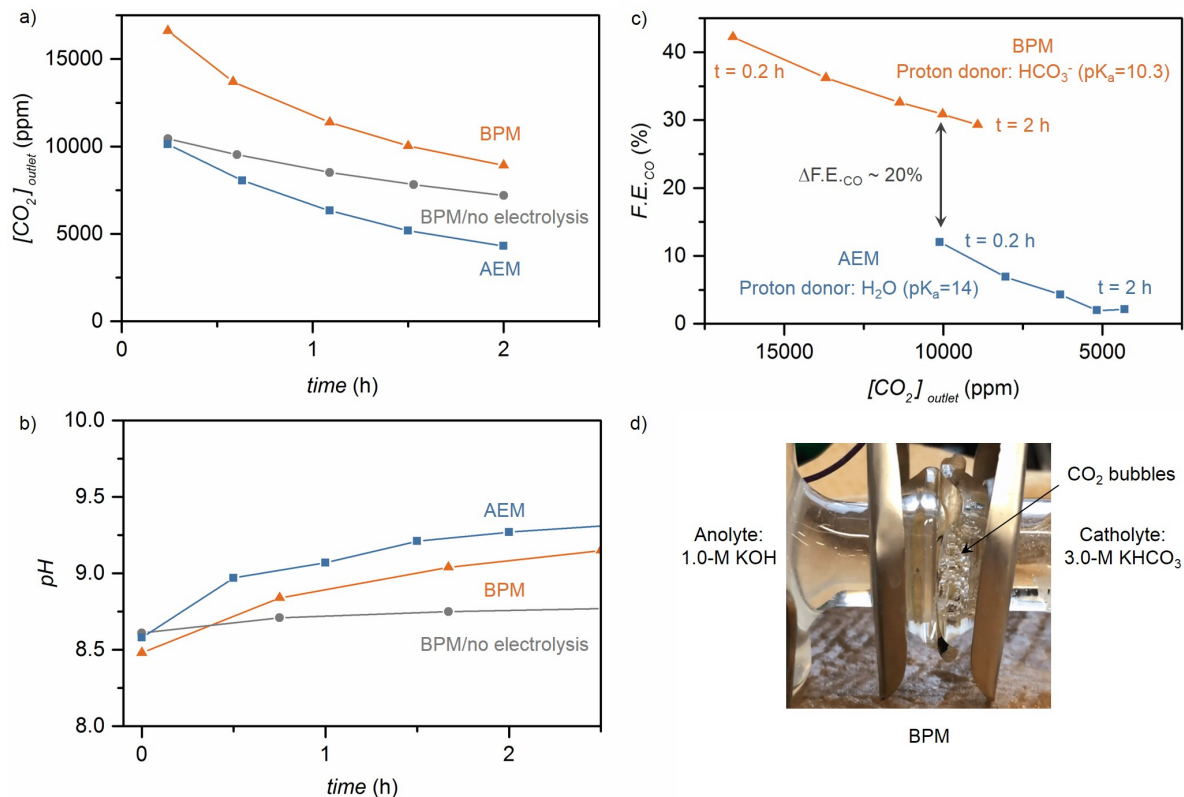 a)
15000
10000
5000
0
[CO2] outlet (ppm)
BPM
BPM/no electrolysis
AEM
0
1
2
time (h)
c)
40
30
20
10
0
F.E.CO (%)
BPM
t = 0.2 h
Proton donor: HCO3- (pKa=10.3)
t = 2 h
ΔF.E.CO ~ 20%
t = 0.2 h
AEM
t = 2 h
Proton donor: H2O (pKa=14)
15000
10000
5000
[CO2] outlet (ppm)
b)
10.0
9.5
9.0
8.5
8.0
pH
AEM
BPM
BPM/no electrolysis
0
1
2
time (h)
d)
CO2 bubbles
Anolyte:
1.0-M KOH
Catholyte:
3.0-M KHCO3
BPM